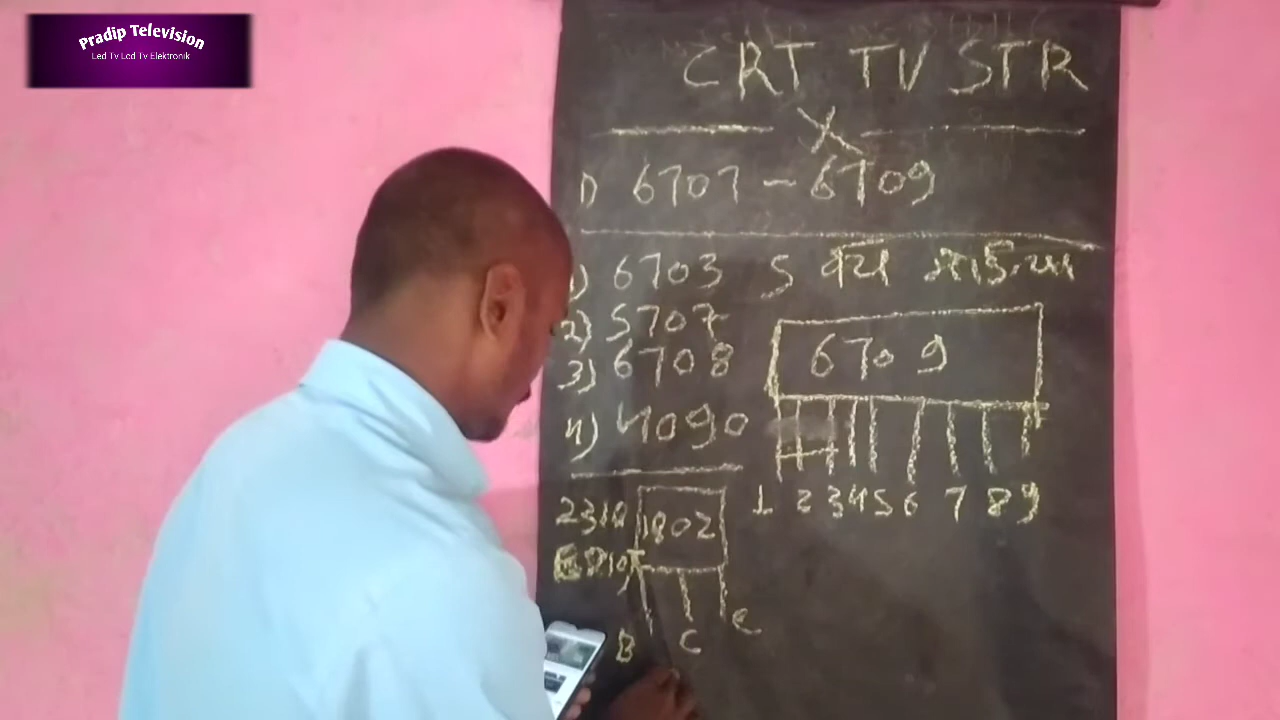 Pradip Television
Led Tv Lcd Tv Elektronik
CRT TV STR
X
1) 6707 - 6709
1) 6703 5
2) 5707
3) 6708
6709
4) 4090
1 2 3 4 5 6 7 8 9
1802
B C E